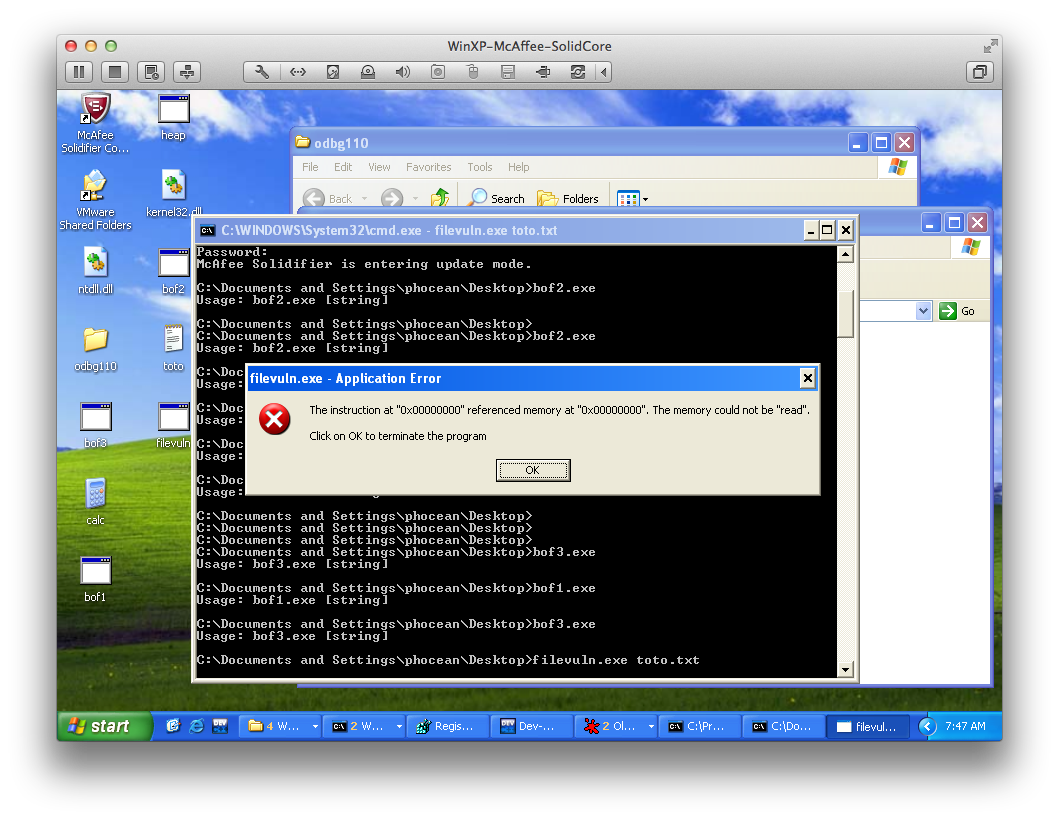 WinXP-McAffee-SolidCore
McAfee
Solidifier Co...
heap
VMware
Shared Folders
kernel32.dll
ntdll.dll
bof2
odbg110
toto
bof3
filevuln
calc
bof1
odbg110
File Edit View Favorites Tools Help
Back Search Folders
Go
C:\WINDOWS\System32\cmd.exe - filevuln.exe toto.txt
Password:
McAfee Solidifier is entering update mode.
C:\Documents and Settings\phocean\Desktop>bof2.exe
Usage: bof2.exe [string]
C:\Documents and Settings\phocean\Desktop>
C:\Documents and Settings\phocean\Desktop>bof2.exe
Usage: bof2.exe [string]
C:\Doc
Usage:
C:\Doc
Usage:
C:\Doc
Usage:
C:\Doc
Usage:
filevuln.exe - Application Error
The instruction at "0x00000000" referenced memory at "0x00000000". The memory could not be "read".
Click on OK to terminate the program
OK
C:\Documents and Settings\phocean\Desktop>
C:\Documents and Settings\phocean\Desktop>
C:\Documents and Settings\phocean\Desktop>
C:\Documents and Settings\phocean\Desktop>bof3.exe
Usage: bof3.exe [string]
C:\Documents and Settings\phocean\Desktop>bof1.exe
Usage: bof1.exe [string]
C:\Documents and Settings\phocean\Desktop>bof3.exe
Usage: bof3.exe [string]
C:\Documents and Settings\phocean\Desktop>filevuln.exe toto.txt
start 4 W... 2 W... Regis... Dev-... 2 Ol... C:\Pr... C:\Do... filevul... 7:47 AM